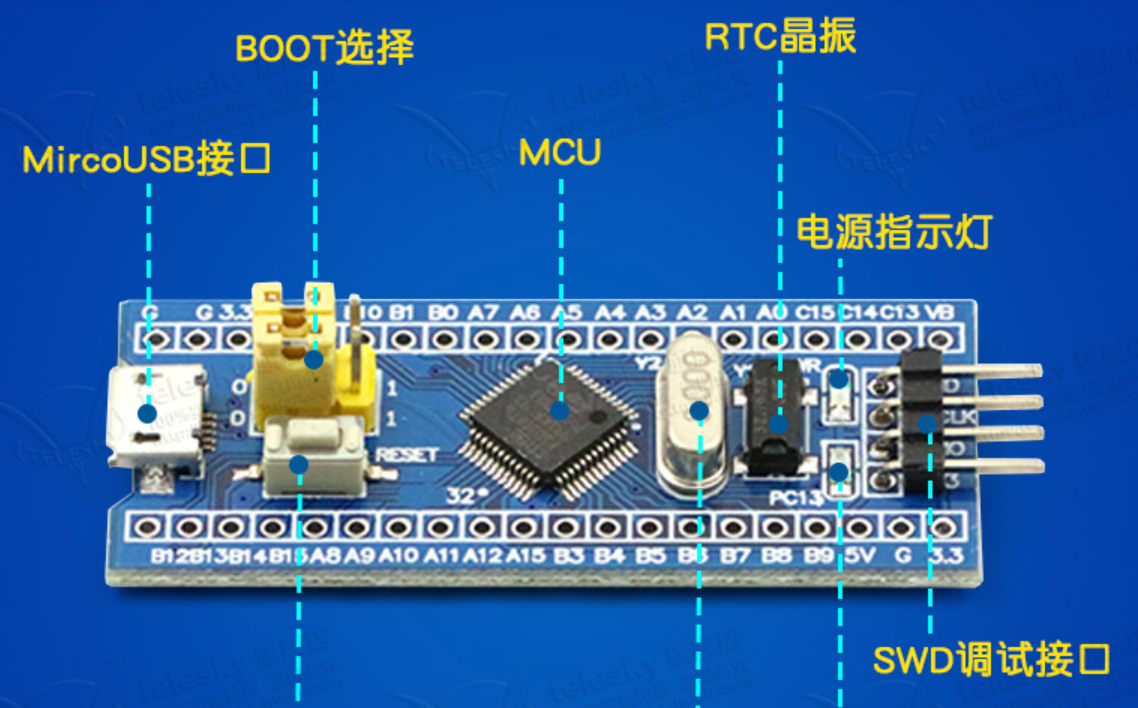 BOOT选择
RTC晶振
MircoUSB接口
MCU
电源指示灯
G G 3.3 B10 B1 B0 A7 A6 A5 A4 A3 A2 A1 A0 C15 C14 C13 VB
Y2
0 1
0 1
CLK
RESET
32°
PC13
B12 B13 B14 B15 A8 A9 A10 A11 A12 A15 B3 B4 B5 B6 B7 B8 B9 5V G 3.3
SWD调试接口
telesky